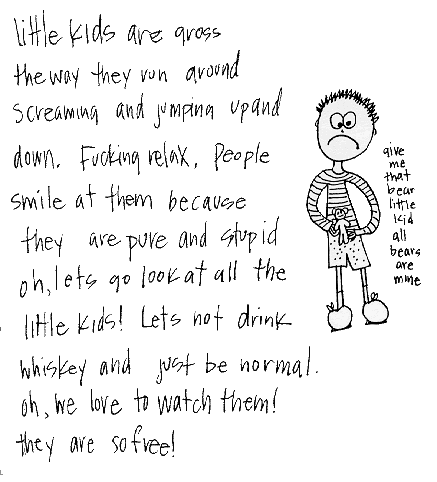 little kids are gross
the way they run around
screaming and jumping up and
down. Fucking relax. People
smile at them because
they are pure and stupid
oh, lets go look at all the
little kids! Lets not drink
whiskey and just be normal.
oh, we love to watch them!
they are so free!
give
me
that
bear
little
kid
all
bears
are
mine